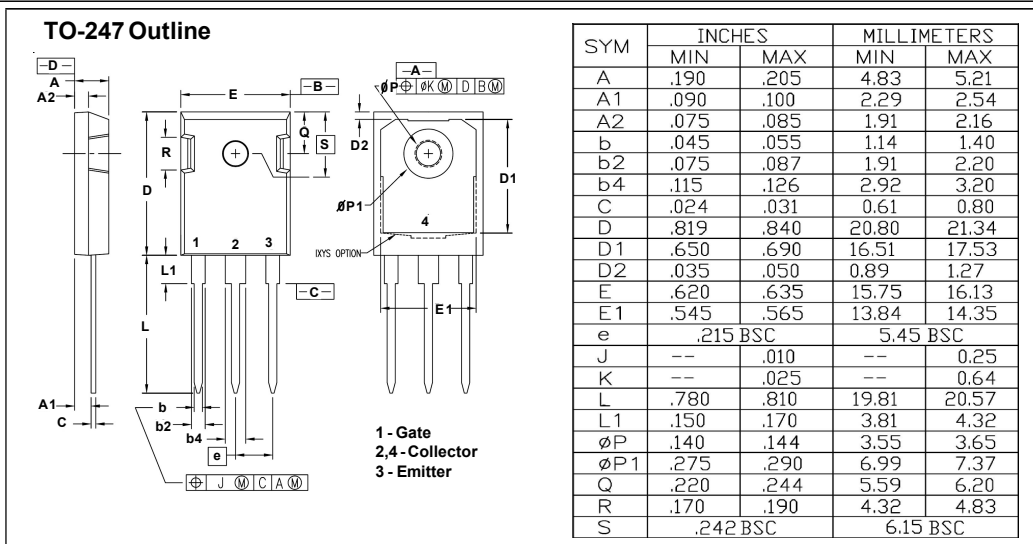 TO-247 Outline
– D –
A
A2
E
– B –
Q
S
R
D
1 2 3
L1
– C –
L
A1
C
b
b2
b4
e
⌖ J Ⓜ C A Ⓜ
– A –
øP ⌖ øK Ⓜ D B Ⓜ
D2
D1
øP1
4
IXYS OPTION
E1
1 - Gate
2,4 - Collector
3 - Emitter
SYM INCHES MILLIMETERS
MIN MAX MIN MAX
A .190 .205 4.83 5.21
A1 .090 .100 2.29 2.54
A2 .075 .085 1.91 2.16
b .045 .055 1.14 1.40
b2 .075 .087 1.91 2.20
b4 .115 .126 2.92 3.20
C .024 .031 0.61 0.80
D .819 .840 20.80 21.34
D1 .650 .690 16.51 17.53
D2 .035 .050 0.89 1.27
E .620 .635 15.75 16.13
E1 .545 .565 13.84 14.35
e .215 BSC 5.45 BSC
J -- .010 -- 0.25
K -- .025 -- 0.64
L .780 .810 19.81 20.57
L1 .150 .170 3.81 4.32
øP .140 .144 3.55 3.65
øP1 .275 .290 6.99 7.37
Q .220 .244 5.59 6.20
R .170 .190 4.32 4.83
S .242 BSC 6.15 BSC